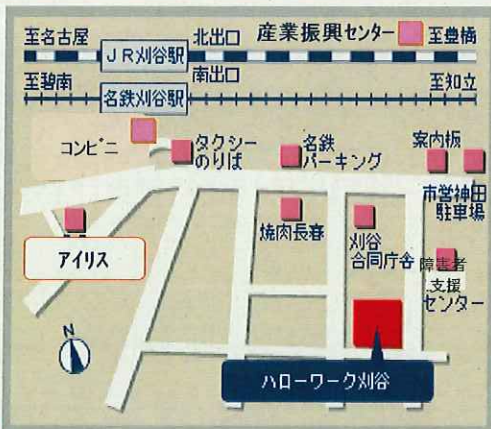 産業振興センター
至名古屋
北出口
至豊橋
JR刈谷駅
至碧南
南出口
至知立
名鉄刈谷駅
コンビニ
タクシー
のりば
名鉄
パーキング
案内板
市営神田
駐車場
焼肉長春
刈谷
合同庁舎
障害者
支援
センター
アイリス
N
ハローワーク刈谷